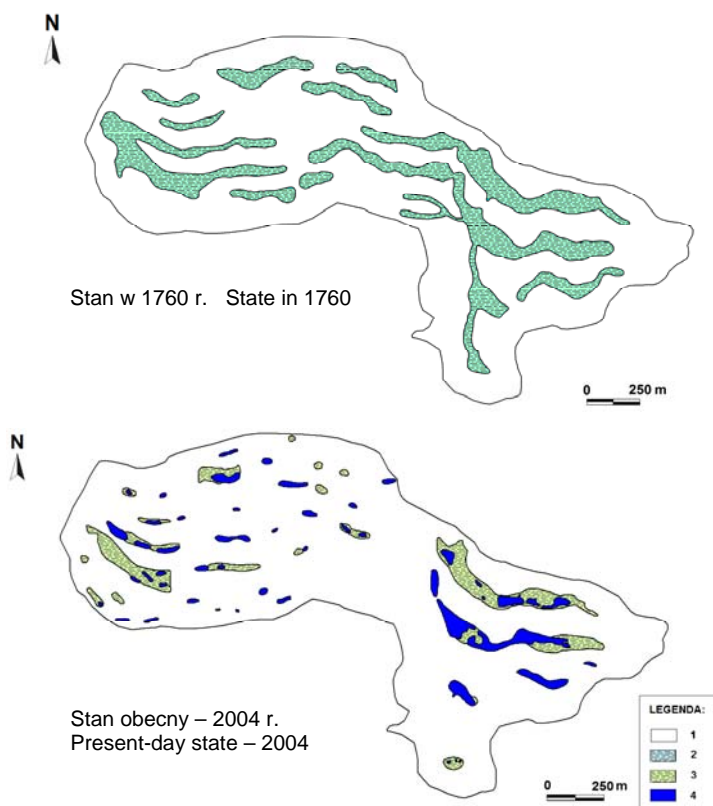 N
Stan w 1760 r. State in 1760
0 250 m
N
Stan obecny – 2004 r.
Present-day state – 2004
0 250 m
LEGENDA:
1
2
3
4